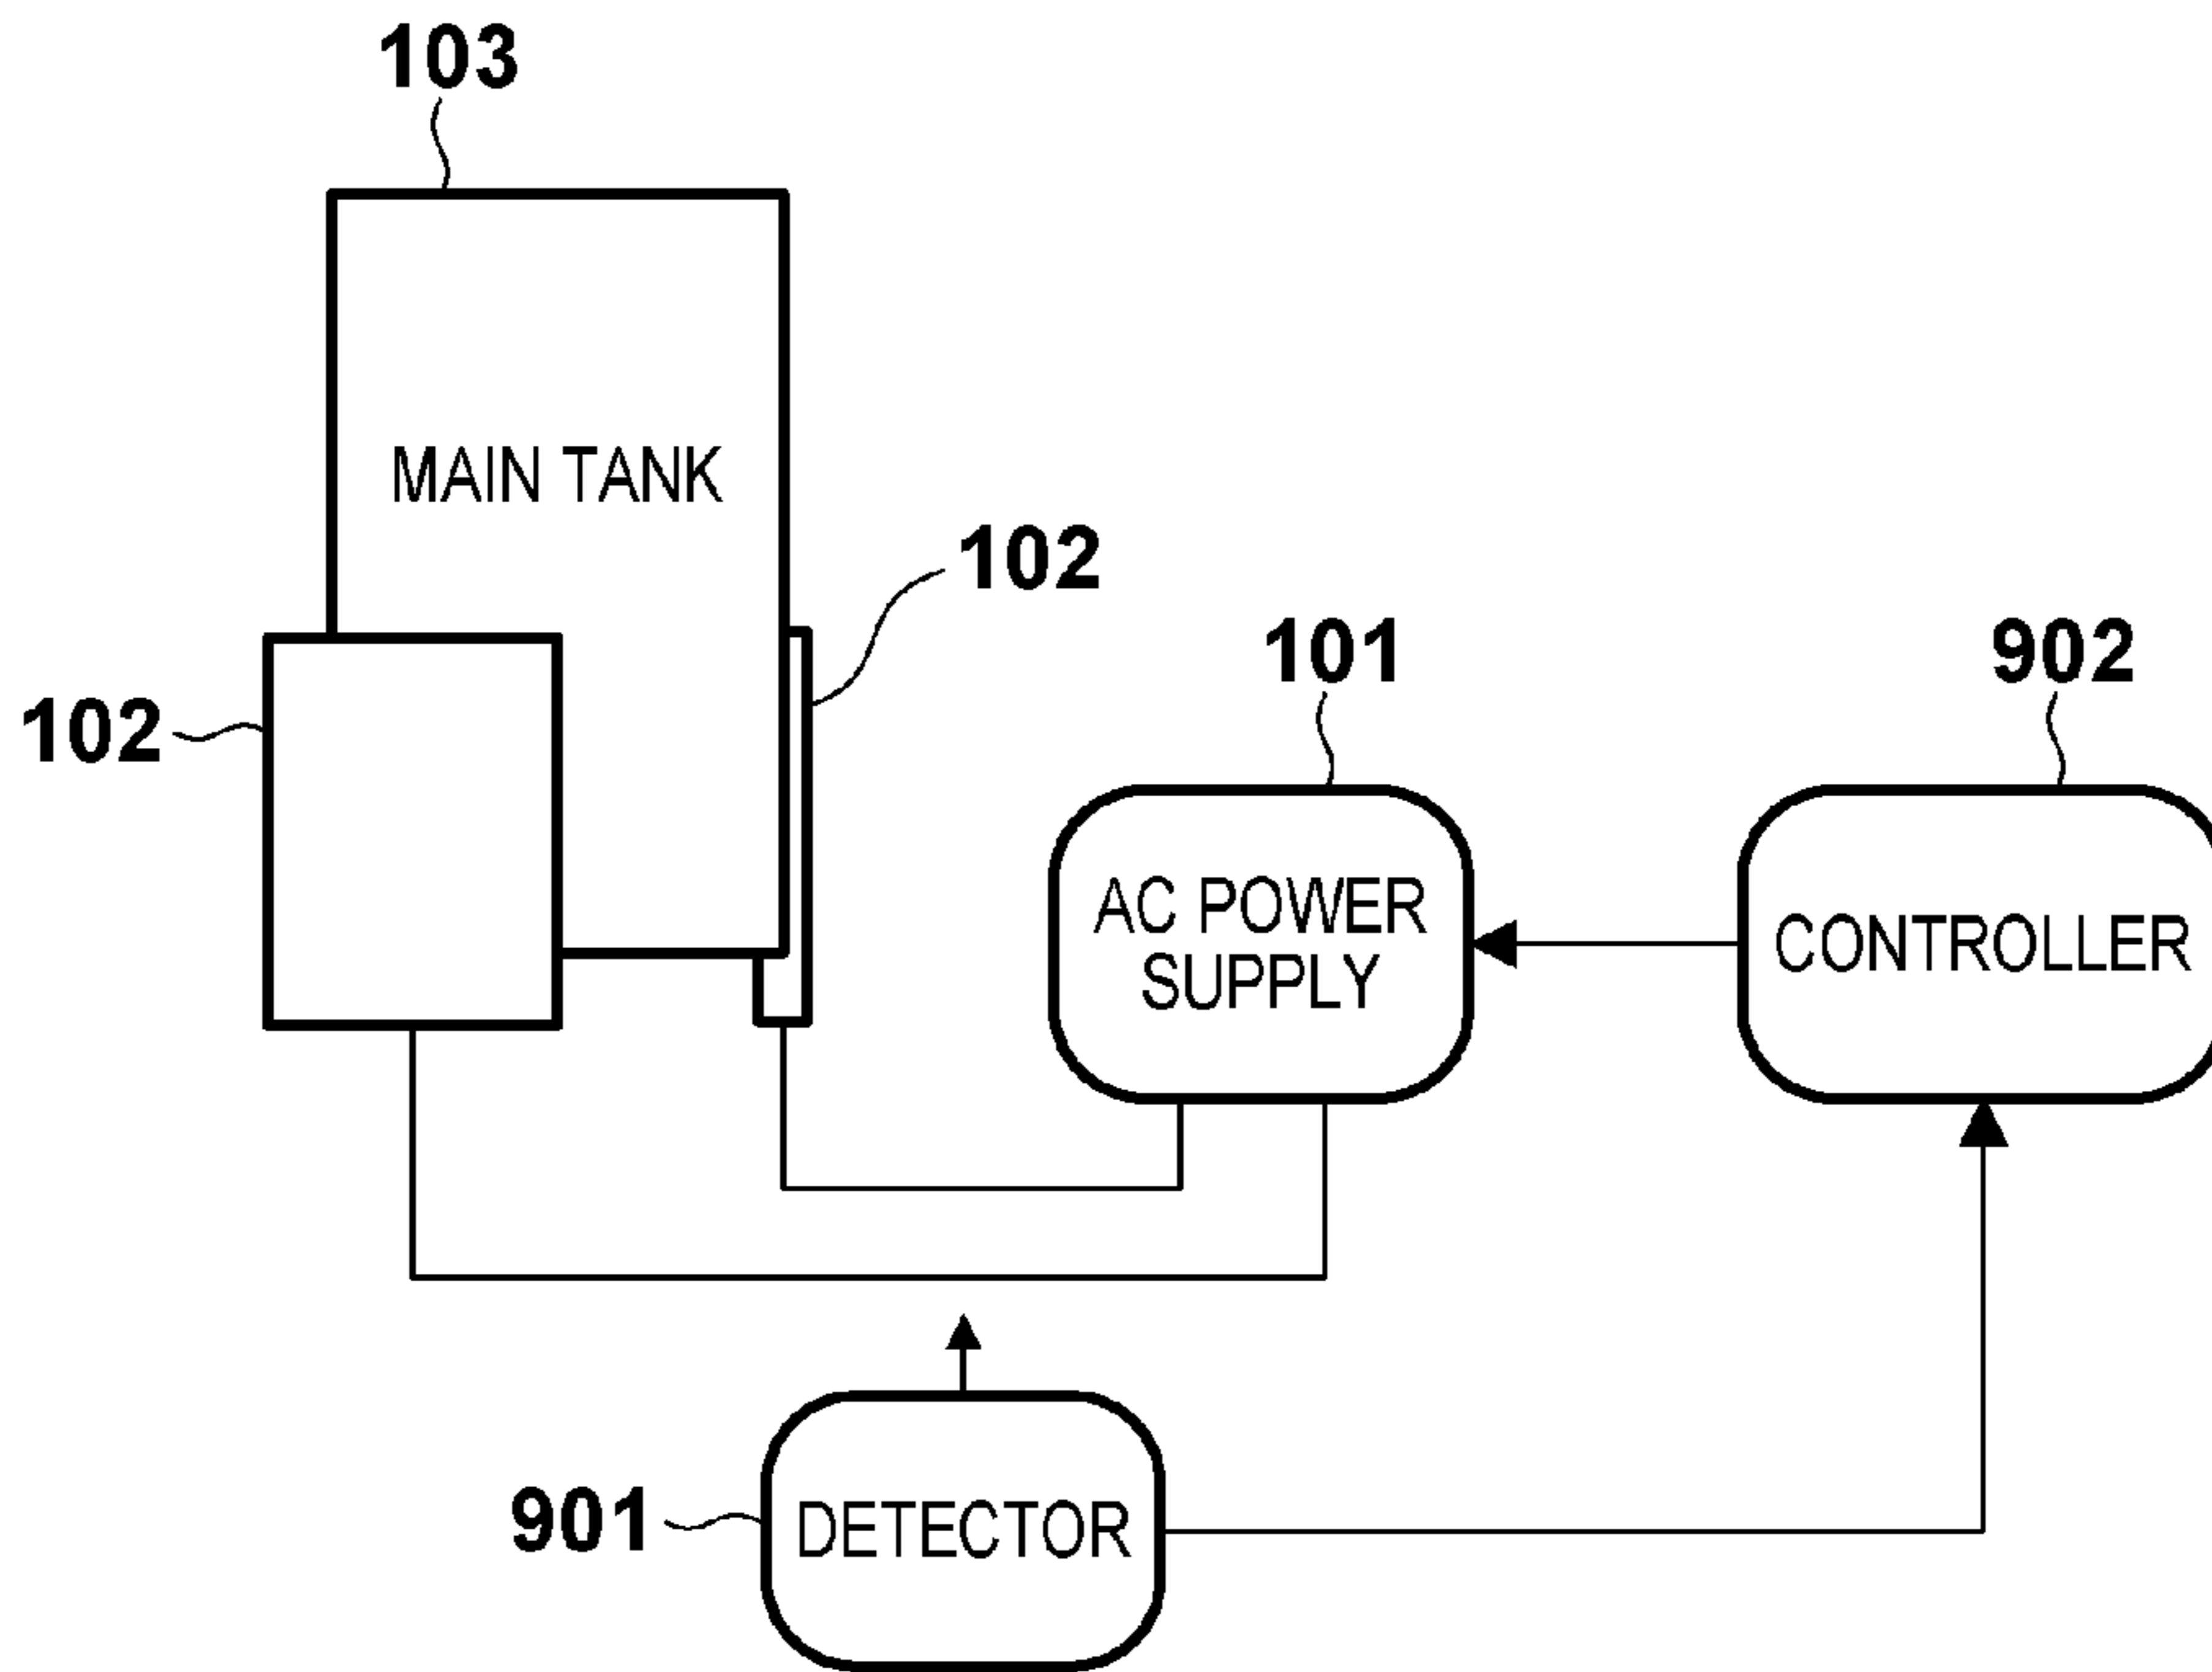 103
MAIN TANK
102
101
902
102
AC POWER
SUPPLY
CONTROLLER
901
DETECTOR